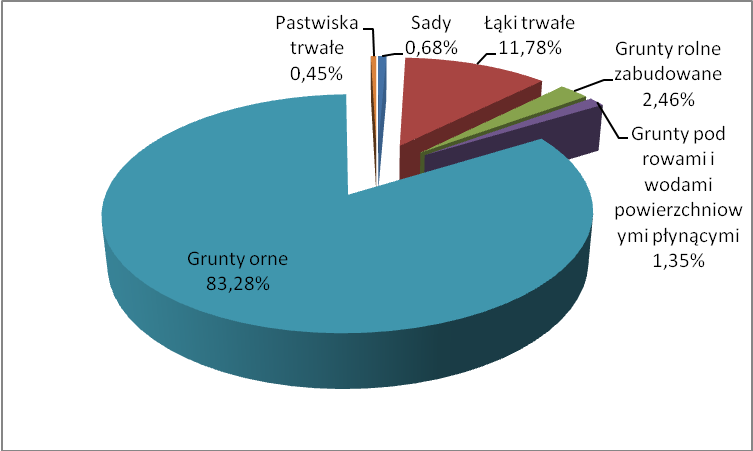 Pastwiska
trwałe
0,45%
Sady
0,68%
Łąki trwałe
11,78%
Grunty rolne
zabudowane
2,46%
Grunty pod
rowami i
wodami
powierzchniow
ymi płynącymi
1,35%
Grunty orne
83,28%